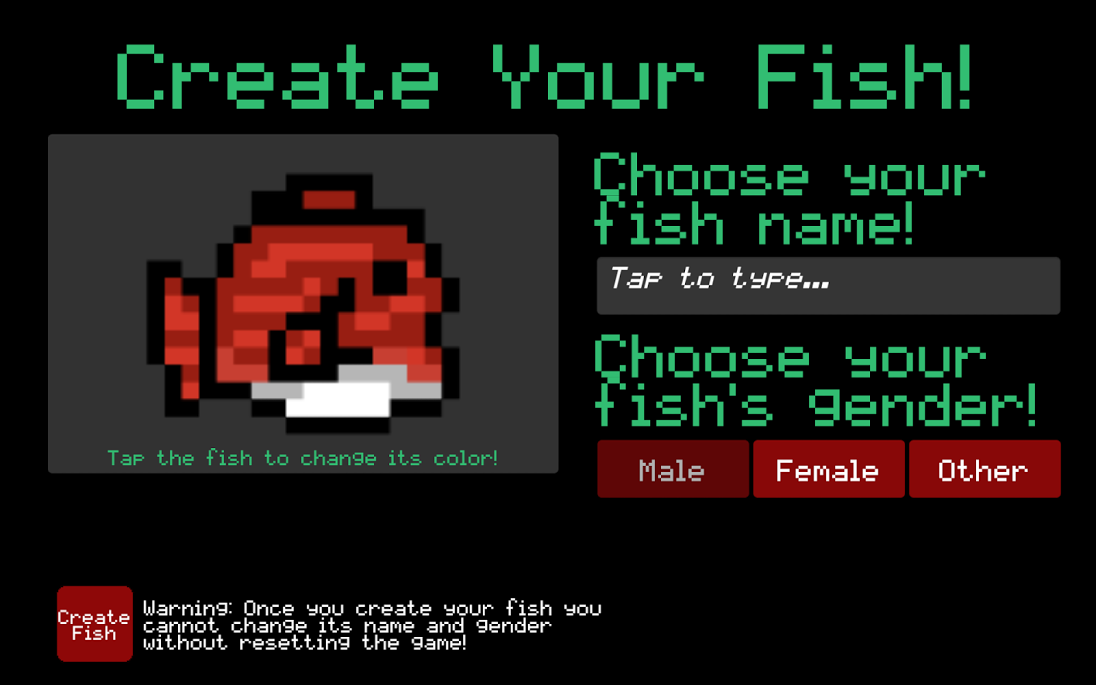 Create Your Fish!
Choose your
fish name!
Tap to type...
Tap the fish to change its color!
Choose your
fish's gender!
Male
Female
Other
Create
Fish
Warning: Once you create your fish you
cannot change its name and gender
without resetting the game!